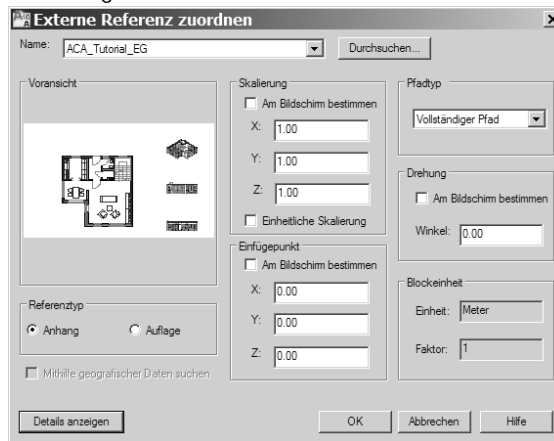 Externe Referenz zuordnen
Name: ACA_Tutorial_EG Durchsuchen...
Voransicht
Referenztyp
Anhang Auflage
Mithilfe geografischer Daten suchen
Skalierung
Am Bildschirm bestimmen
X: 1.00
Y: 1.00
Z: 1.00
Einheitliche Skalierung
Einfügepunkt
Am Bildschirm bestimmen
X: 0.00
Y: 0.00
Z: 0.00
Pfadtyp
Vollständiger Pfad
Drehung
Am Bildschirm bestimmen
Winkel: 0.00
Blockeinheit
Einheit: Meter
Faktor: 1
Details anzeigen OK Abbrechen Hilfe